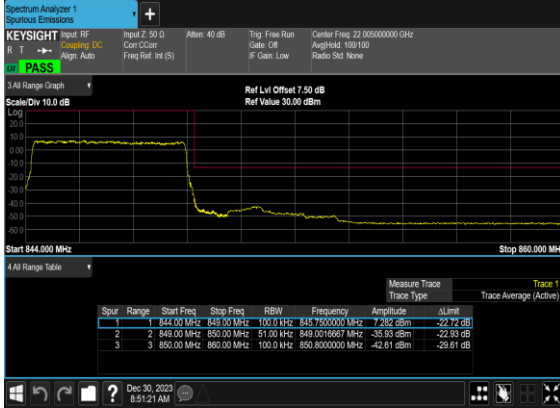 Spectrum Analyzer 1
Spurious Emissions
+
KEYSIGHT Input: RF Input Z: 50 Ω Atten: 40 dB Trig: Free Run Center Freq: 22.005000000 GHz
R T Coupling: DC Corr CCorr Gate: Off Avg|Hold: 100/100
Align: Auto Freq Ref: Int (S) IF Gain: Low Radio Std: None
LXI PASS
3 All Range Graph
Ref Lvl Offset 7.50 dB
Scale/Div 10.0 dB Ref Value 30.00 dBm
Log
20.0
10.0
0.00
-10.0
-20.0
-30.0
-40.0
-50.0
-60.0
Start 844.000 MHz Stop 860.000 MH
4 All Range Table
Measure Trace Trace 1
Trace Type Trace Average (Active)
Spur Range Start Freq Stop Freq RBW Frequency Amplitude ΔLimit
1 1 844.00 MHz 849.00 MHz 100.0 kHz 845.7500000 MHz 7.282 dBm -22.72 dB
2 2 849.00 MHz 850.00 MHz 51.00 kHz 849.0016667 MHz -35.93 dBm -22.93 dB
3 3 850.00 MHz 860.00 MHz 100.0 kHz 850.8000000 MHz -42.61 dBm -29.61 dB
? Dec 30, 2023
8:51:21 AM